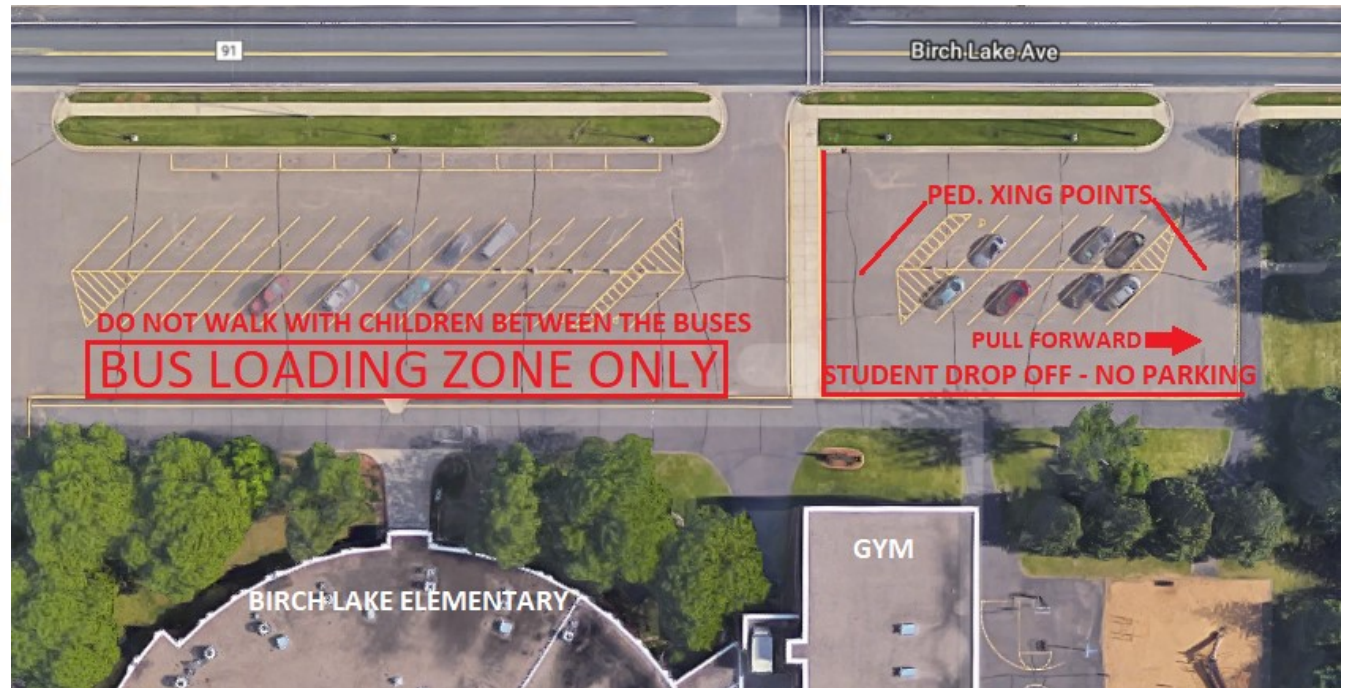 91
Birch Lake Ave
PED. XING POINTS
DO NOT WALK WITH CHILDREN BETWEEN THE BUSES
BUS LOADING ZONE ONLY
PULL FORWARD
STUDENT DROP OFF - NO PARKING
GYM
BIRCH LAKE ELEMENTARY